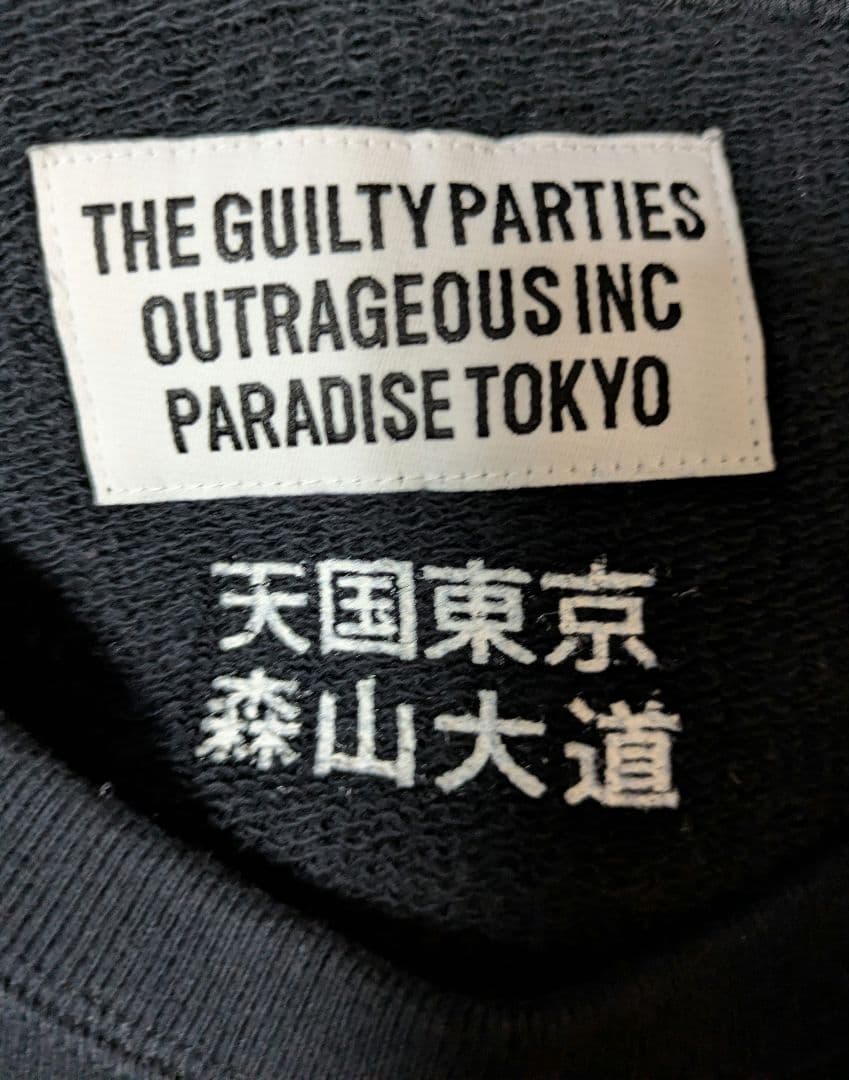 THE GUILTY PARTIES
OUTRAGEOUS INC
PARADISE TOKYO
天国東京
森山大道